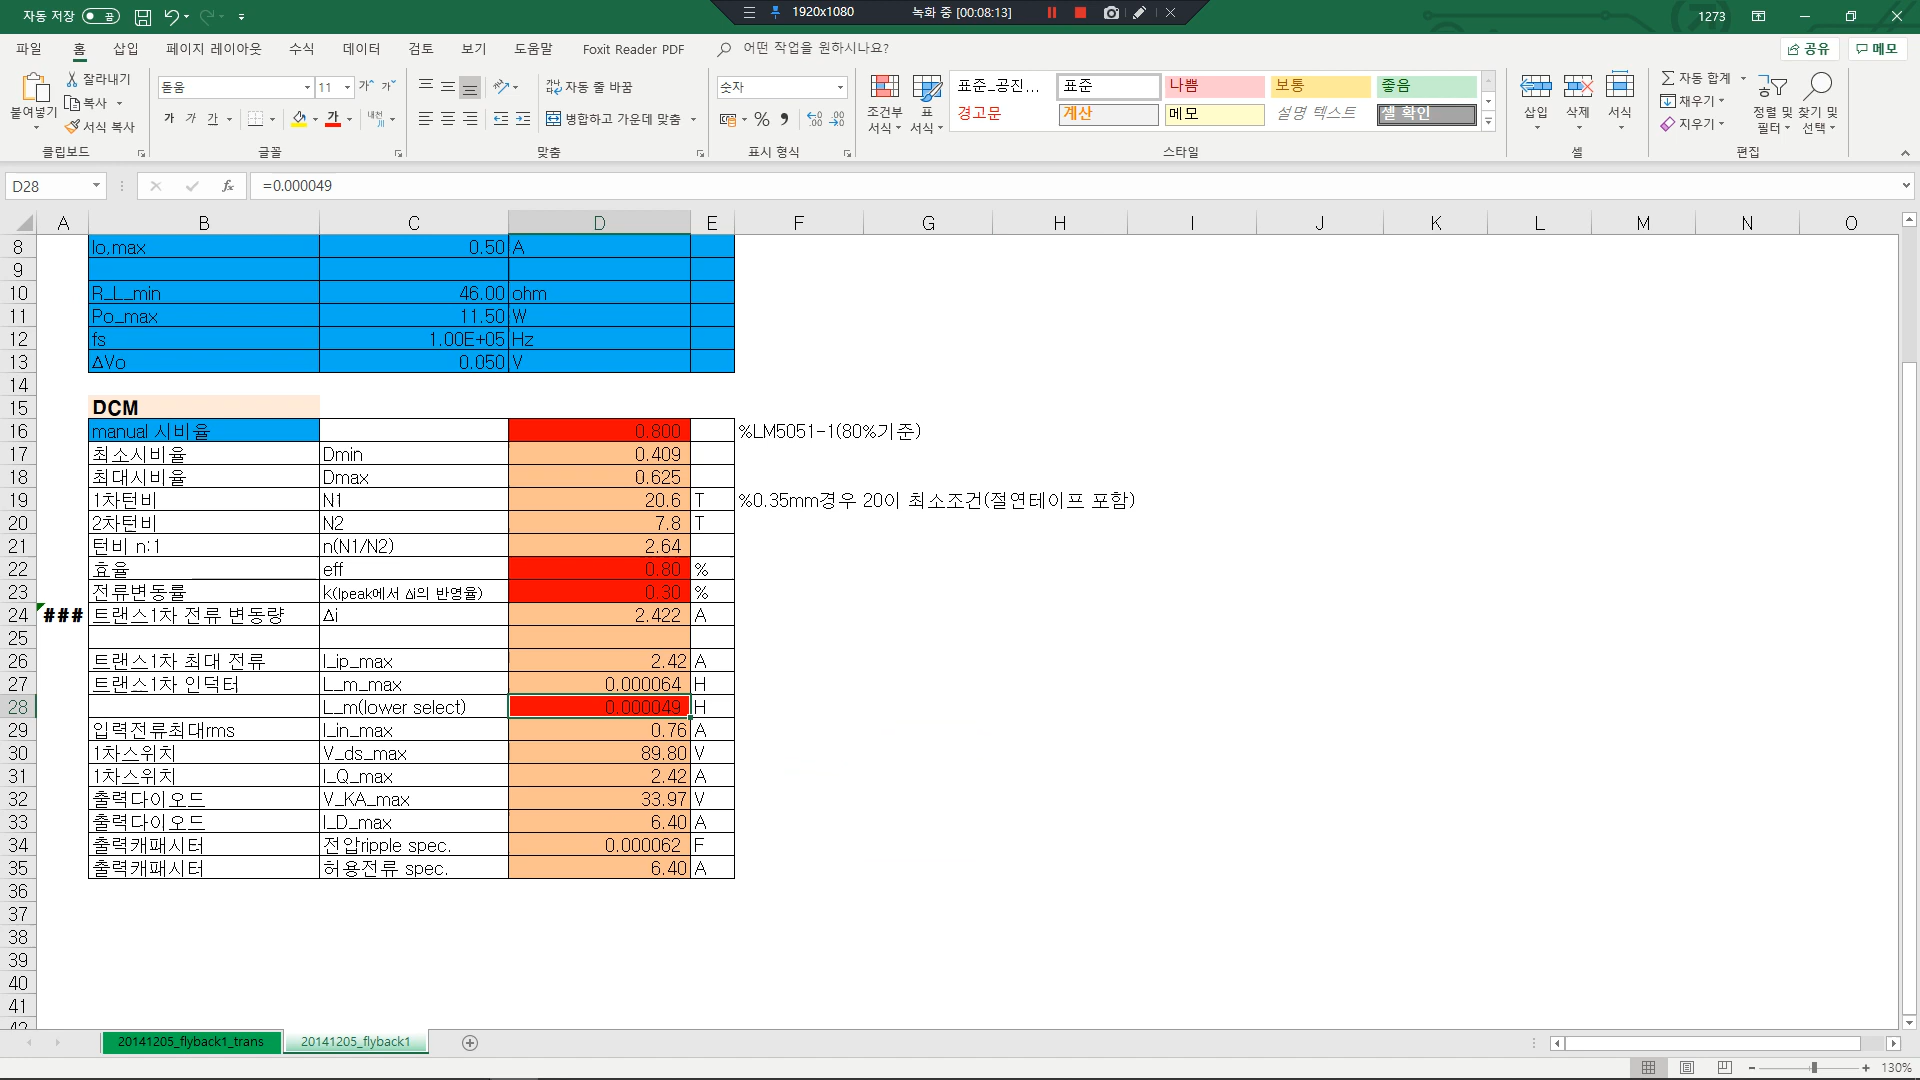 자동 저장 끔
1920x1080 녹화 중 [00:08:13]
1273
파일 홈 삽입 페이지 레이아웃 수식 데이터 검토 보기 도움말 Foxit Reader PDF 어떤 작업을 원하시나요?
공유 메모
붙여넣기
잘라내기
복사
서식 복사
클립보드
돋움 11
가 가 가
글꼴
자동 줄 바꿈
병합하고 가운데 맞춤
맞춤
숫자
표시 형식
조건부 서식
표 서식
표준_공진... 표준 나쁨 보통 좋음
경고문 계산 메모 설명 텍스트 셀 확인
스타일
삽입 삭제 서식
셀
자동 합계
채우기
지우기
정렬 및 필터
찾기 및 선택
편집
D28 fx =0.000049
A B C D E F G H I J K L M N O
8 Io,max 0.50 A
9
10 R_L_min 46.00 ohm
11 Po_max 11.50 W
12 fs 1.00E+05 Hz
13 ΔVo 0.050 V
14
15 DCM
16 manual 시비율 0.800 %LM5051-1(80%기준)
17 최소시비율 Dmin 0.409
18 최대시비율 Dmax 0.625
19 1차턴비 N1 20.6 T %0.35mm경우 20이 최소조건(절연테이프 포함)
20 2차턴비 N2 7.8 T
21 턴비 n:1 n(N1/N2) 2.64
22 효율 eff 0.80 %
23 전류변동률 k(Ipeak에서 Δi의 반영율) 0.30 %
24 ### 트랜스1차 전류 변동량 Δi 2.422 A
25
26 트랜스1차 최대 전류 I_ip_max 2.42 A
27 트랜스1차 인덕터 L_m_max 0.000064 H
28 L_m(lower select) 0.000049 H
29 입력전류최대rms I_in_max 0.76 A
30 1차스위치 V_ds_max 89.80 V
31 1차스위치 I_Q_max 2.42 A
32 출력다이오드 V_KA_max 33.97 V
33 출력다이오드 I_D_max 6.40 A
34 출력캐패시터 전압ripple spec. 0.000062 F
35 출력캐패시터 허용전류 spec. 6.40 A
36
37
38
39
40
41
42
20141205_flyback1_trans 20141205_flyback1
130%